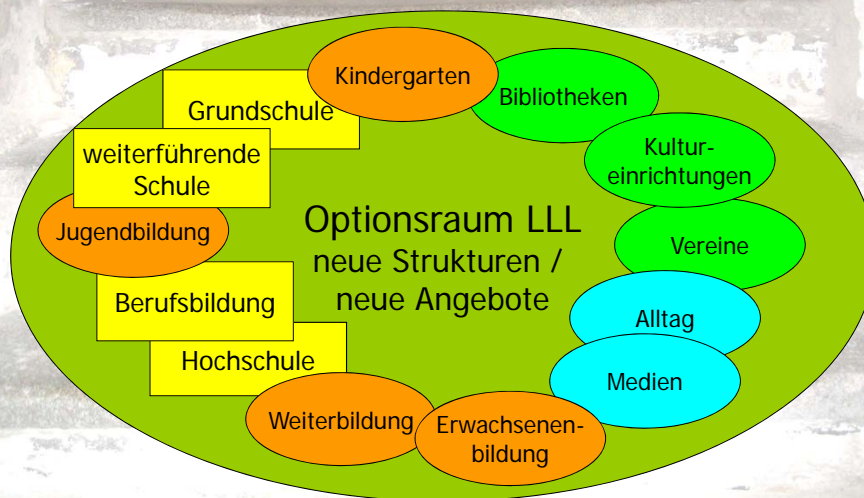 Kindergarten
Bibliotheken
Grundschule
Kultur-
einrichtungen
weiterführende
Schule
Optionsraum LLL
neue Strukturen /
neue Angebote
Jugendbildung
Vereine
Berufsbildung
Alltag
Hochschule
Medien
Weiterbildung
Erwachsenen-
bildung